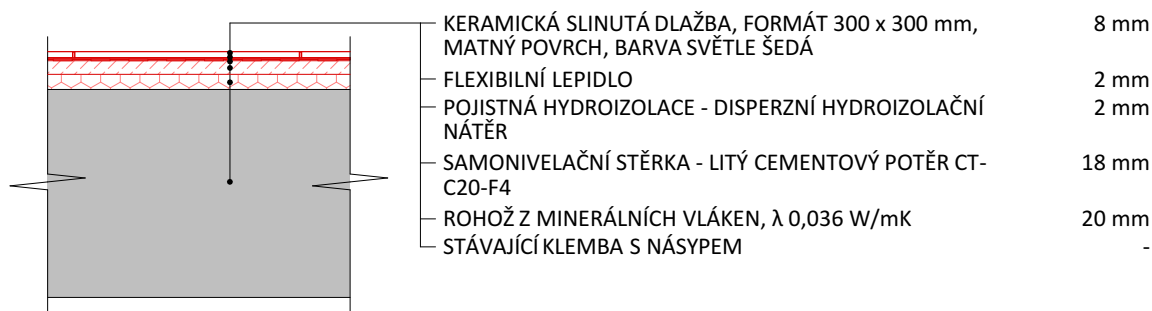 KERAMICKÁ SLINUTÁ DLAŽBA, FORMÁT 300 x 300 mm, 8 mm
MATNÝ POVRCH, BARVA SVĚTLE ŠEDÁ
FLEXIBILNÍ LEPIDLO 2 mm
POJISTNÁ HYDROIZOLACE - DISPERZNÍ HYDROIZOLAČNÍ 2 mm
NÁTĚR
SAMONIVELAČNÍ STĚRKA - LITÝ CEMENTOVÝ POTĚR CT- 18 mm
C20-F4
ROHOŽ Z MINERÁLNÍCH VLÁKEN, λ 0,036 W/mK 20 mm
STÁVAJÍCÍ KLEMBA S NÁSYPEM -